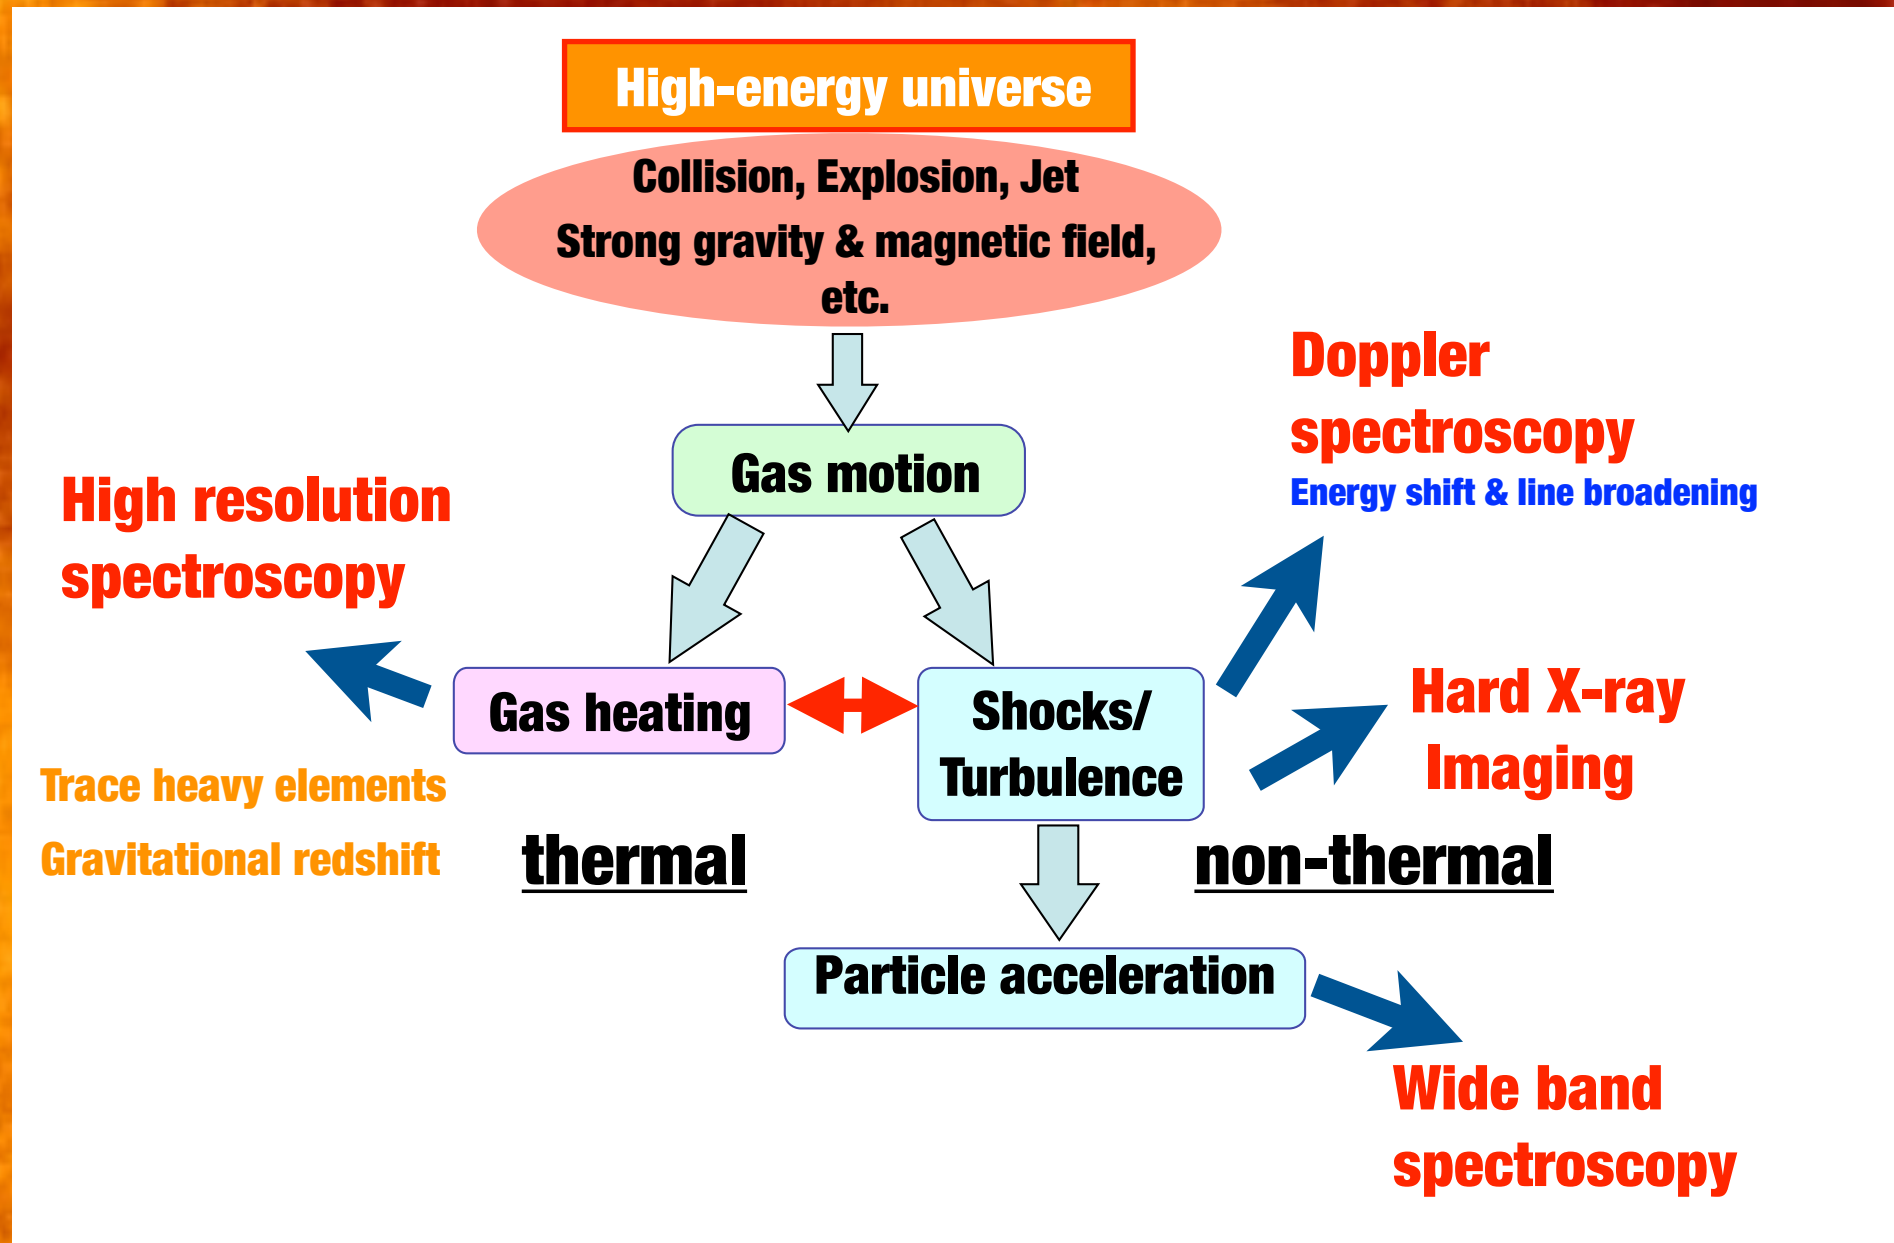 High-energy universe
Collision, Explosion, Jet
Strong gravity & magnetic field,
etc.
Doppler
spectroscopy
Energy shift & line broadening
Gas motion
High resolution
spectroscopy
Gas heating
Shocks/
Turbulence
Hard X-ray
Imaging
Trace heavy elements
Gravitational redshift
thermal
non-thermal
Particle acceleration
Wide band
spectroscopy